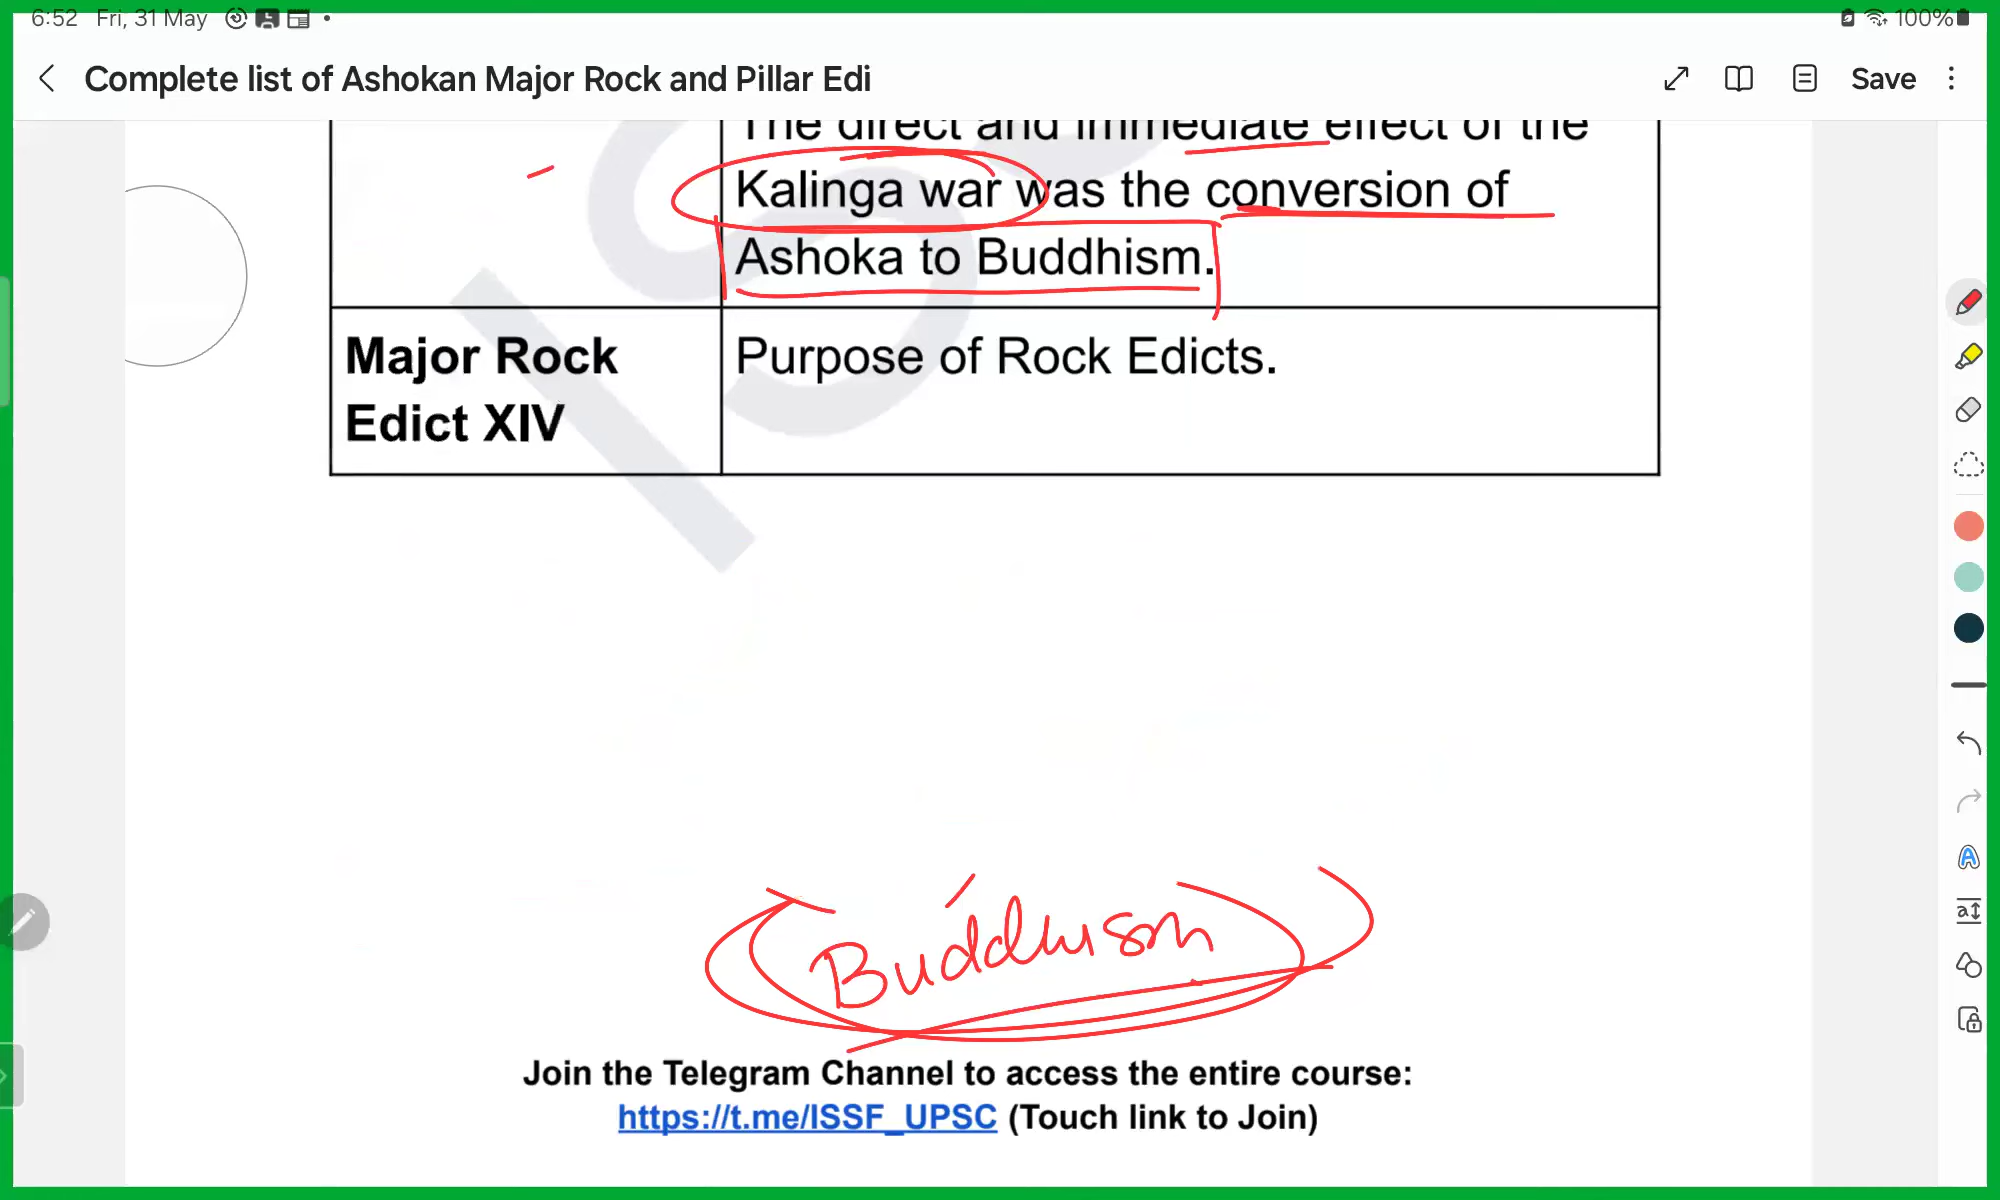 6:52 Fri, 31 May 100%
Complete list of Ashokan Major Rock and Pillar Edi
Save
The direct and immediate effect of the
Kalinga war was the conversion of
Ashoka to Buddhism.
Major Rock
Edict XIV
Purpose of Rock Edicts.
Buddhism
Join the Telegram Channel to access the entire course:
https://t.me/ISSF_UPSC (Touch link to Join)